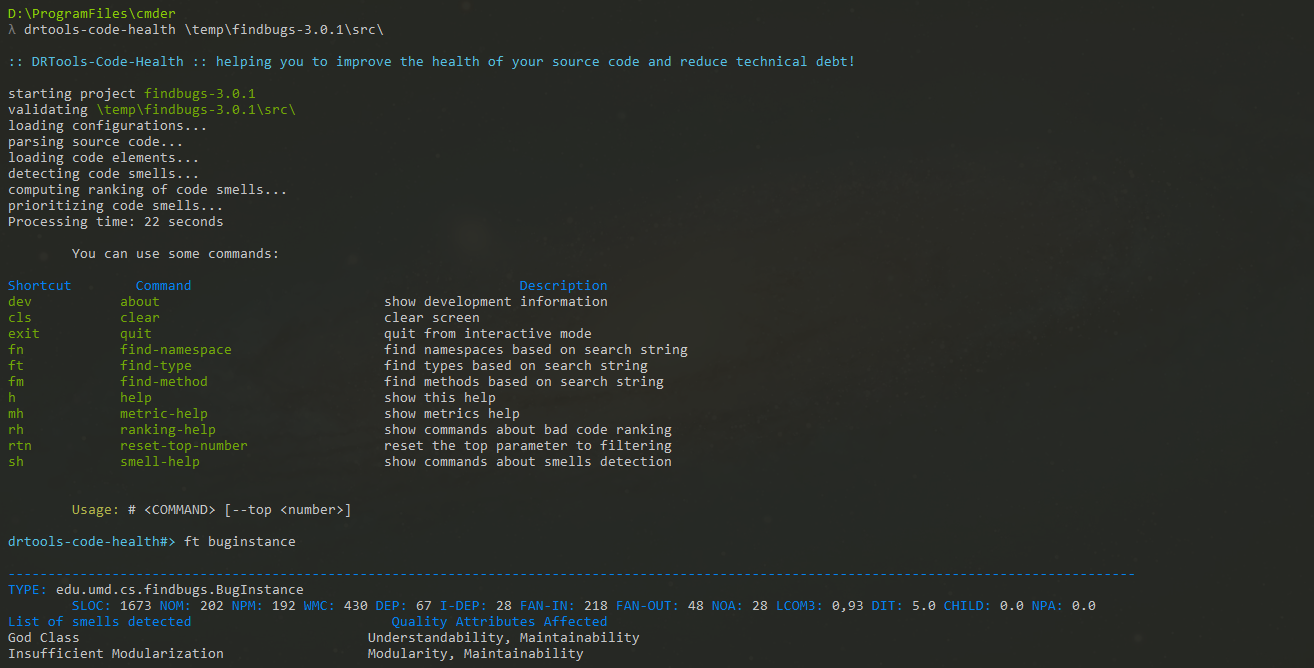 D:\ProgramFiles\cmder
λ drtools-code-health \temp\findbugs-3.0.1\src\
:: DRTools-Code-Health :: helping you to improve the health of your source code and reduce technical debt!
starting project findbugs-3.0.1
validating \temp\findbugs-3.0.1\src\
loading configurations...
parsing source code...
loading code elements...
detecting code smells...
computing ranking of code smells...
prioritizing code smells...
Processing time: 22 seconds
You can use some commands:
Shortcut Command Description
dev about show development information
cls clear clear screen
exit quit quit from interactive mode
fn find-namespace find namespaces based on search string
ft find-type find types based on search string
fm find-method find methods based on search string
h help show this help
mh metric-help show metrics help
rh ranking-help show commands about bad code ranking
rtn reset-top-number reset the top parameter to filtering
sh smell-help show commands about smells detection
Usage: # <COMMAND> [--top <number>]
drtools-code-health#> ft buginstance
---------------------------------------------------------------------------------------------------------------------------------------------
TYPE: edu.umd.cs.findbugs.BugInstance
SLOC: 1673 NOM: 202 NPM: 192 WMC: 430 DEP: 67 I-DEP: 28 FAN-IN: 218 FAN-OUT: 48 NOA: 28 LCOM3: 0,93 DIT: 5.0 CHILD: 0.0 NPA: 0.0
List of smells detected Quality Attributes Affected
God Class Understandability, Maintainability
Insufficient Modularization Modularity, Maintainability